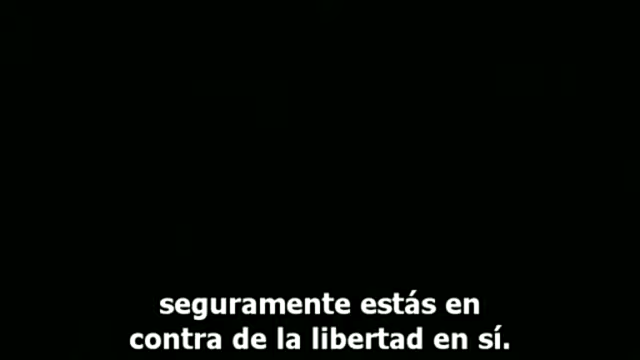 seguramente estás en
contra de la libertad en sí.